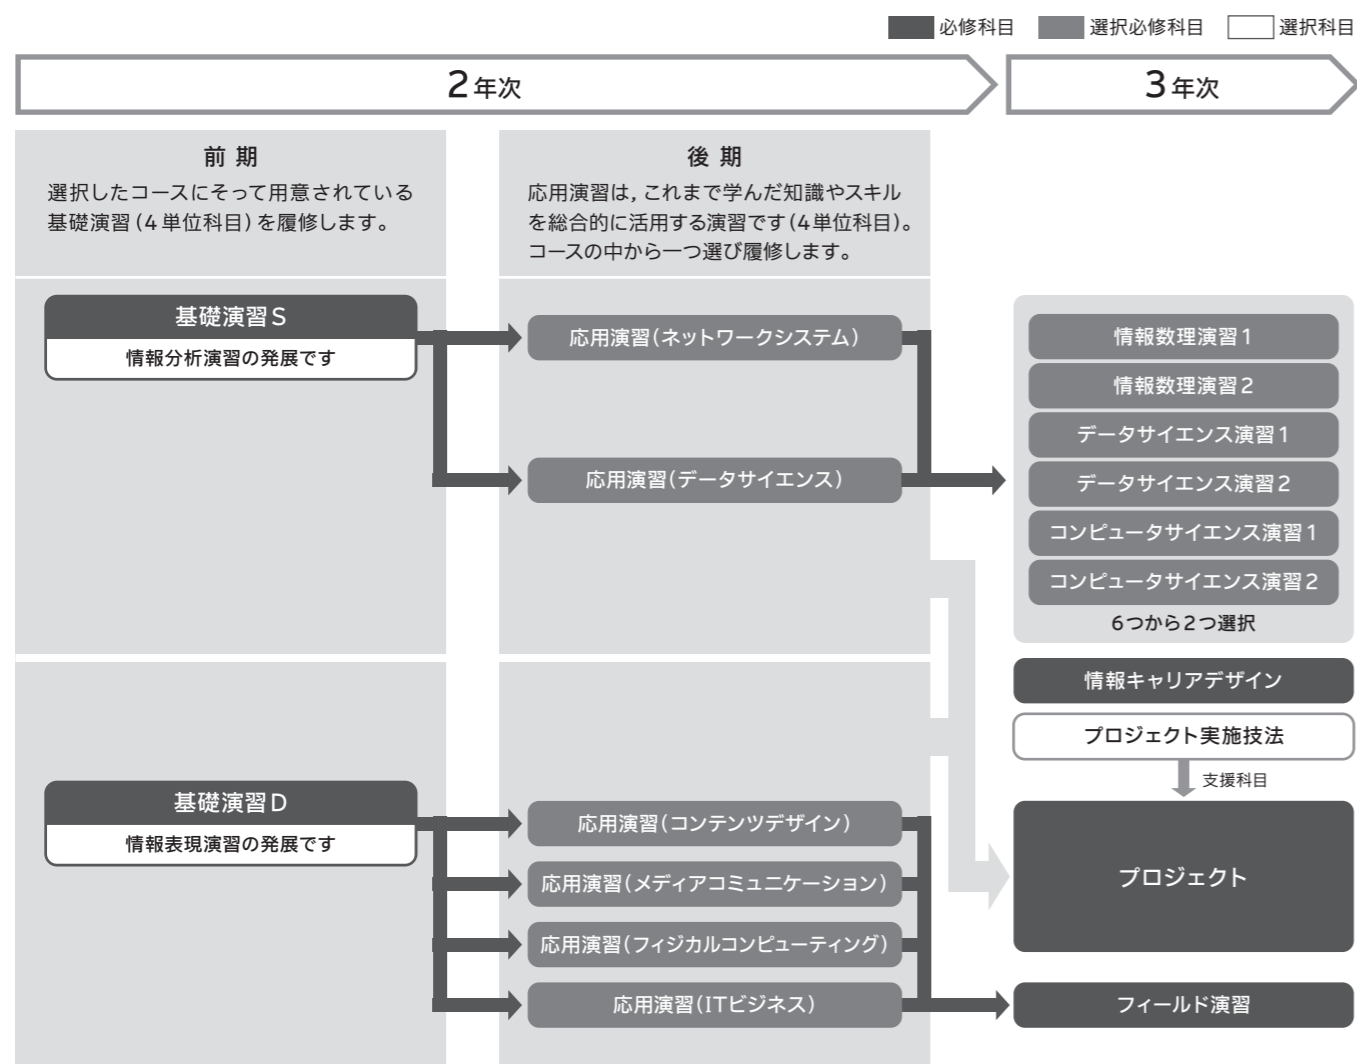 必修科目
選択必修科目
選択科目
2年次
3年次
前期
選択したコースにそって用意されている
基礎演習(4単位科目)を履修します。
後期
応用演習は,これまで学んだ知識やスキル
を総合的に活用する演習です(4単位科目)。
コースの中から一つ選び履修します。
基礎演習S
情報分析演習の発展です
応用演習(ネットワークシステム)
応用演習(データサイエンス)
情報数理演習1
情報数理演習2
データサイエンス演習1
データサイエンス演習2
コンピュータサイエンス演習1
コンピュータサイエンス演習2
6つから2つ選択
情報キャリアデザイン
プロジェクト実施技法
支援科目
基礎演習D
情報表現演習の発展です
応用演習(コンテンツデザイン)
応用演習(メディアコミュニケーション)
応用演習(フィジカルコンピューティング)
応用演習(ITビジネス)
プロジェクト
フィールド演習